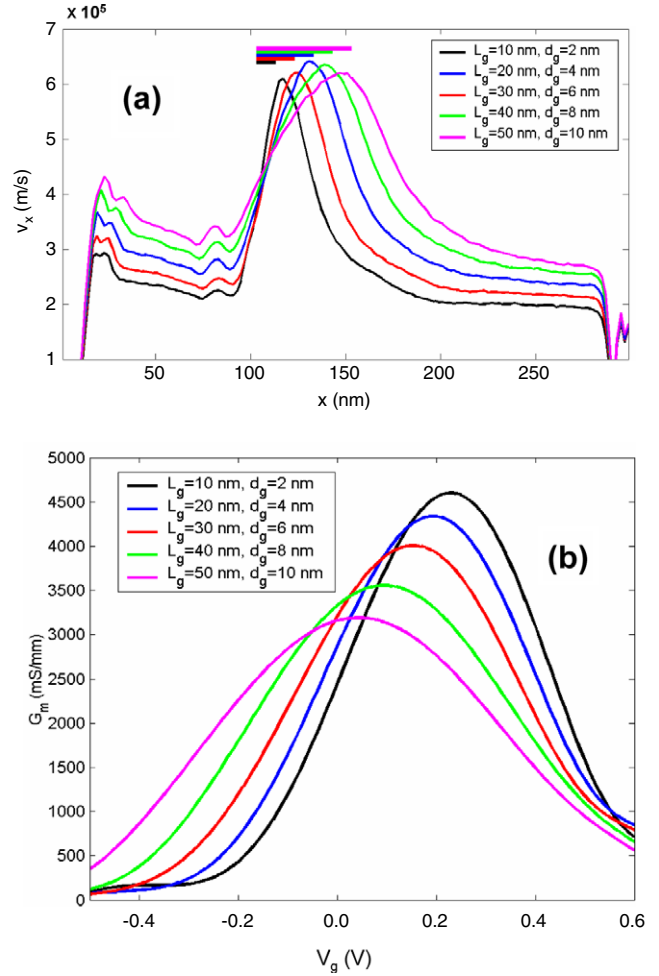 x 10⁵
7
6
5
4
3
2
1
v_x (m/s)
(a)
L_g=10 nm, d_g=2 nm
L_g=20 nm, d_g=4 nm
L_g=30 nm, d_g=6 nm
L_g=40 nm, d_g=8 nm
L_g=50 nm, d_g=10 nm
50 100 150 200 250
x (nm)
5000
4500
4000
3500
3000
2500
2000
1500
1000
500
0
G_m (mS/mm)
L_g=10 nm, d_g=2 nm
L_g=20 nm, d_g=4 nm
L_g=30 nm, d_g=6 nm
L_g=40 nm, d_g=8 nm
L_g=50 nm, d_g=10 nm
(b)
-0.4 -0.2 0.0 0.2 0.4 0.6
V_g (V)